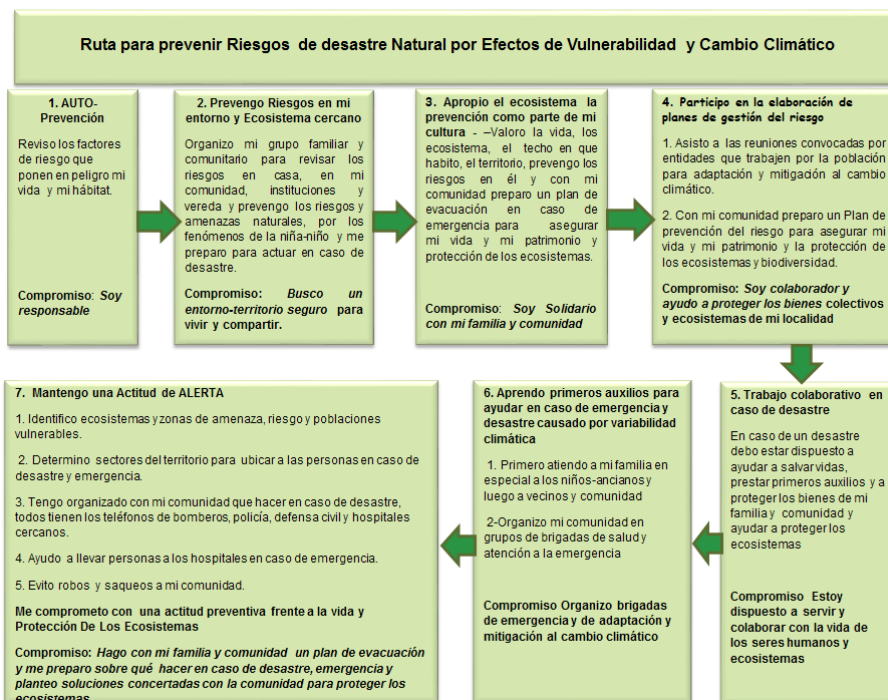 Ruta para prevenir Riesgos de desastre Natural por Efectos de Vulnerabilidad y Cambio Climático
1. AUTO-
Prevención
Reviso los factores
de riesgo que
ponen en peligro mi
vida y mi hábitat.
Compromiso: Soy
responsable
2. Prevengo Riesgos en mi
entorno y Ecosistema cercano
Organizo mi grupo familiar y
comunitario para revisar los
riesgos en casa, en mi
comunidad, instituciones y
vereda y prevengo los riesgos y
amenazas naturales, por los
fenómenos de la niña-niño y me
preparo para actuar en caso de
desastre.
Compromiso: Busco un
entorno-territorio seguro para
vivir y compartir.
3. Apropio el ecosistema la
prevención como parte de mi
cultura - –Valoro la vida, los
ecosistema, el techo en que
habito, el territorio, prevengo los
riesgos en él y con mi
comunidad preparo un plan de
evacuación en caso de
emergencia para asegurar
mi vida y mi patrimonio y
protección de los ecosistemas.
Compromiso: Soy Solidario
con mi familia y comunidad
4. Participo en la elaboración de
planes de gestión del riesgo
1. Asisto a las reuniones convocadas por
entidades que trabajen por la población
para adaptación y mitigación al cambio
climático.
2. Con mi comunidad preparo un Plan de
prevención del riesgo para asegurar mi
vida y mi patrimonio y la protección de
los ecosistemas y biodiversidad.
Compromiso: Soy colaborador y
ayudo a proteger los bienes colectivos
y ecosistemas de mi localidad
5. Trabajo colaborativo en
caso de desastre
En caso de un desastre
debo estar dispuesto a
ayudar a salvar vidas,
prestar primeros auxilios y a
proteger los bienes de mi
familia y comunidad y
ayudar a proteger los
ecosistemas
Compromiso Estoy
dispuesto a servir y
colaborar con la vida de
los seres humanos y
ecosistemas
6. Aprendo primeros auxilios para
ayudar en caso de emergencia y
desastre causado por variabilidad
climática
1. Primero atiendo a mi familia en
especial a los niños-ancianos y
luego a vecinos y comunidad
2-Organizo mi comunidad en
grupos de brigadas de salud y
atención a la emergencia
Compromiso Organizo brigadas
de emergencia y de adaptación y
mitigación al cambio climático
7. Mantengo una Actitud de ALERTA
1. Identifico ecosistemas y zonas de amenaza, riesgo y poblaciones
vulnerables.
2. Determino sectores del territorio para ubicar a las personas en caso de
desastre y emergencia.
3. Tengo organizado con mi comunidad que hacer en caso de desastre,
todos tienen los teléfonos de bomberos, policía, defensa civil y hospitales
cercanos.
4. Ayudo a llevar personas a los hospitales en caso de emergencia.
5. Evito robos y saqueos a mi comunidad.
Me comprometo con una actitud preventiva frente a la vida y
Protección De Los Ecosistemas
Compromiso: Hago con mi familia y comunidad un plan de evacuación
y me preparo sobre qué hacer en caso de desastre, emergencia y
planteo soluciones concertadas con la comunidad para proteger los
ecosistemas